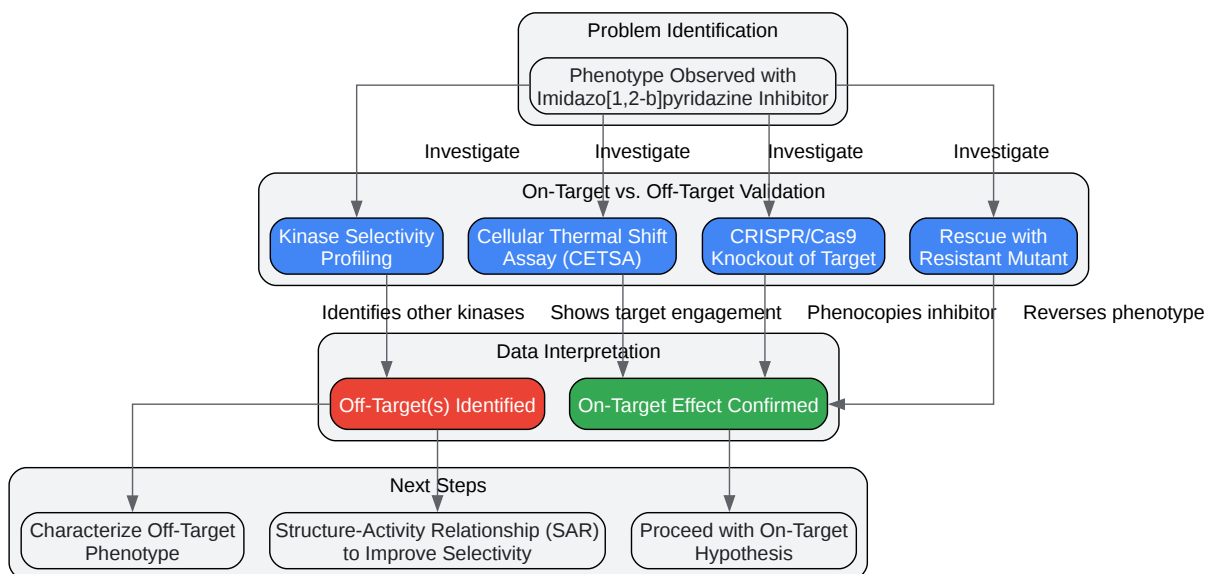 Problem Identification
Phenotype Observed with
Imidazo[1,2-b]pyridazine Inhibitor
Investigate
Investigate
Investigate
Investigate
On-Target vs. Off-Target Validation
Kinase Selectivity
Profiling
Cellular Thermal Shift
Assay (CETSA)
CRISPR/Cas9
Knockout of Target
Rescue with
Resistant Mutant
Identifies other kinases
Shows target engagement
Phenocopies inhibitor
Reverses phenotype
Data Interpretation
Off-Target(s) Identified
On-Target Effect Confirmed
Next Steps
Characterize Off-Target
Phenotype
Structure-Activity Relationship (SAR)
to Improve Selectivity
Proceed with On-Target
Hypothesis